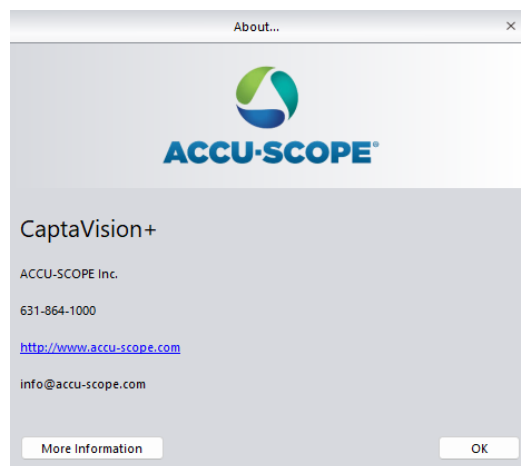 About...
ACCU·SCOPE®
CaptaVision+
ACCU-SCOPE Inc.
631-864-1000
http://www.accu-scope.com
info@accu-scope.com
More Information
OK